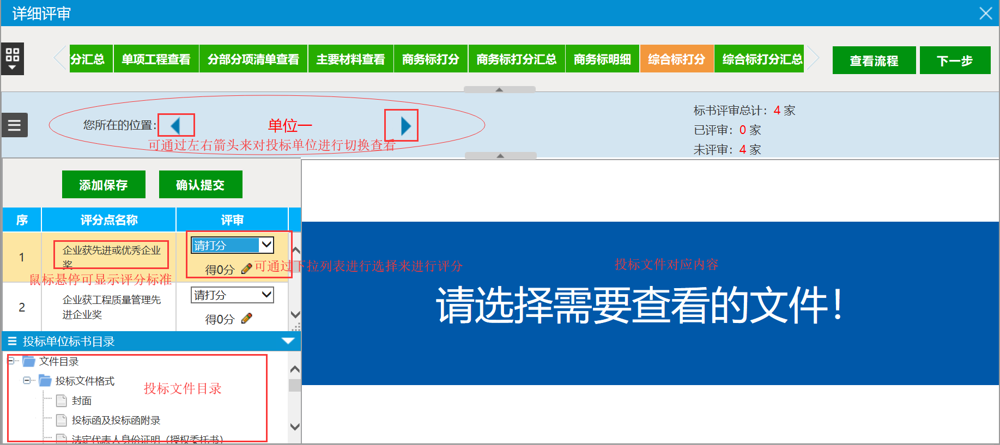 详细评审
分汇总 单项工程查看 分部分项清单查看 主要材料查看 商务标打分 商务标打分汇总 商务标明细 综合标打分 综合标打分汇总 查看流程 下一步
您所在的位置： 单位一
可通过左右箭头来对投标单位进行切换查看
标书评审总计：4 家
已评审：0 家
未评审：4 家
添加保存 确认提交
序 评分点名称 评审
1 企业获先进或优秀企业
奖
请打分
得0分
可通过下拉列表进行选择来进行评分
鼠标悬停可显示评分标准
2 企业获工程质量管理先
进企业奖
请打分
得0分
投标文件对应内容
请选择需要查看的文件！
投标单位标书目录
文件目录
投标文件格式
投标文件目录
封面
投标函及投标函附录
法定代表人身份证明（授权委托书）